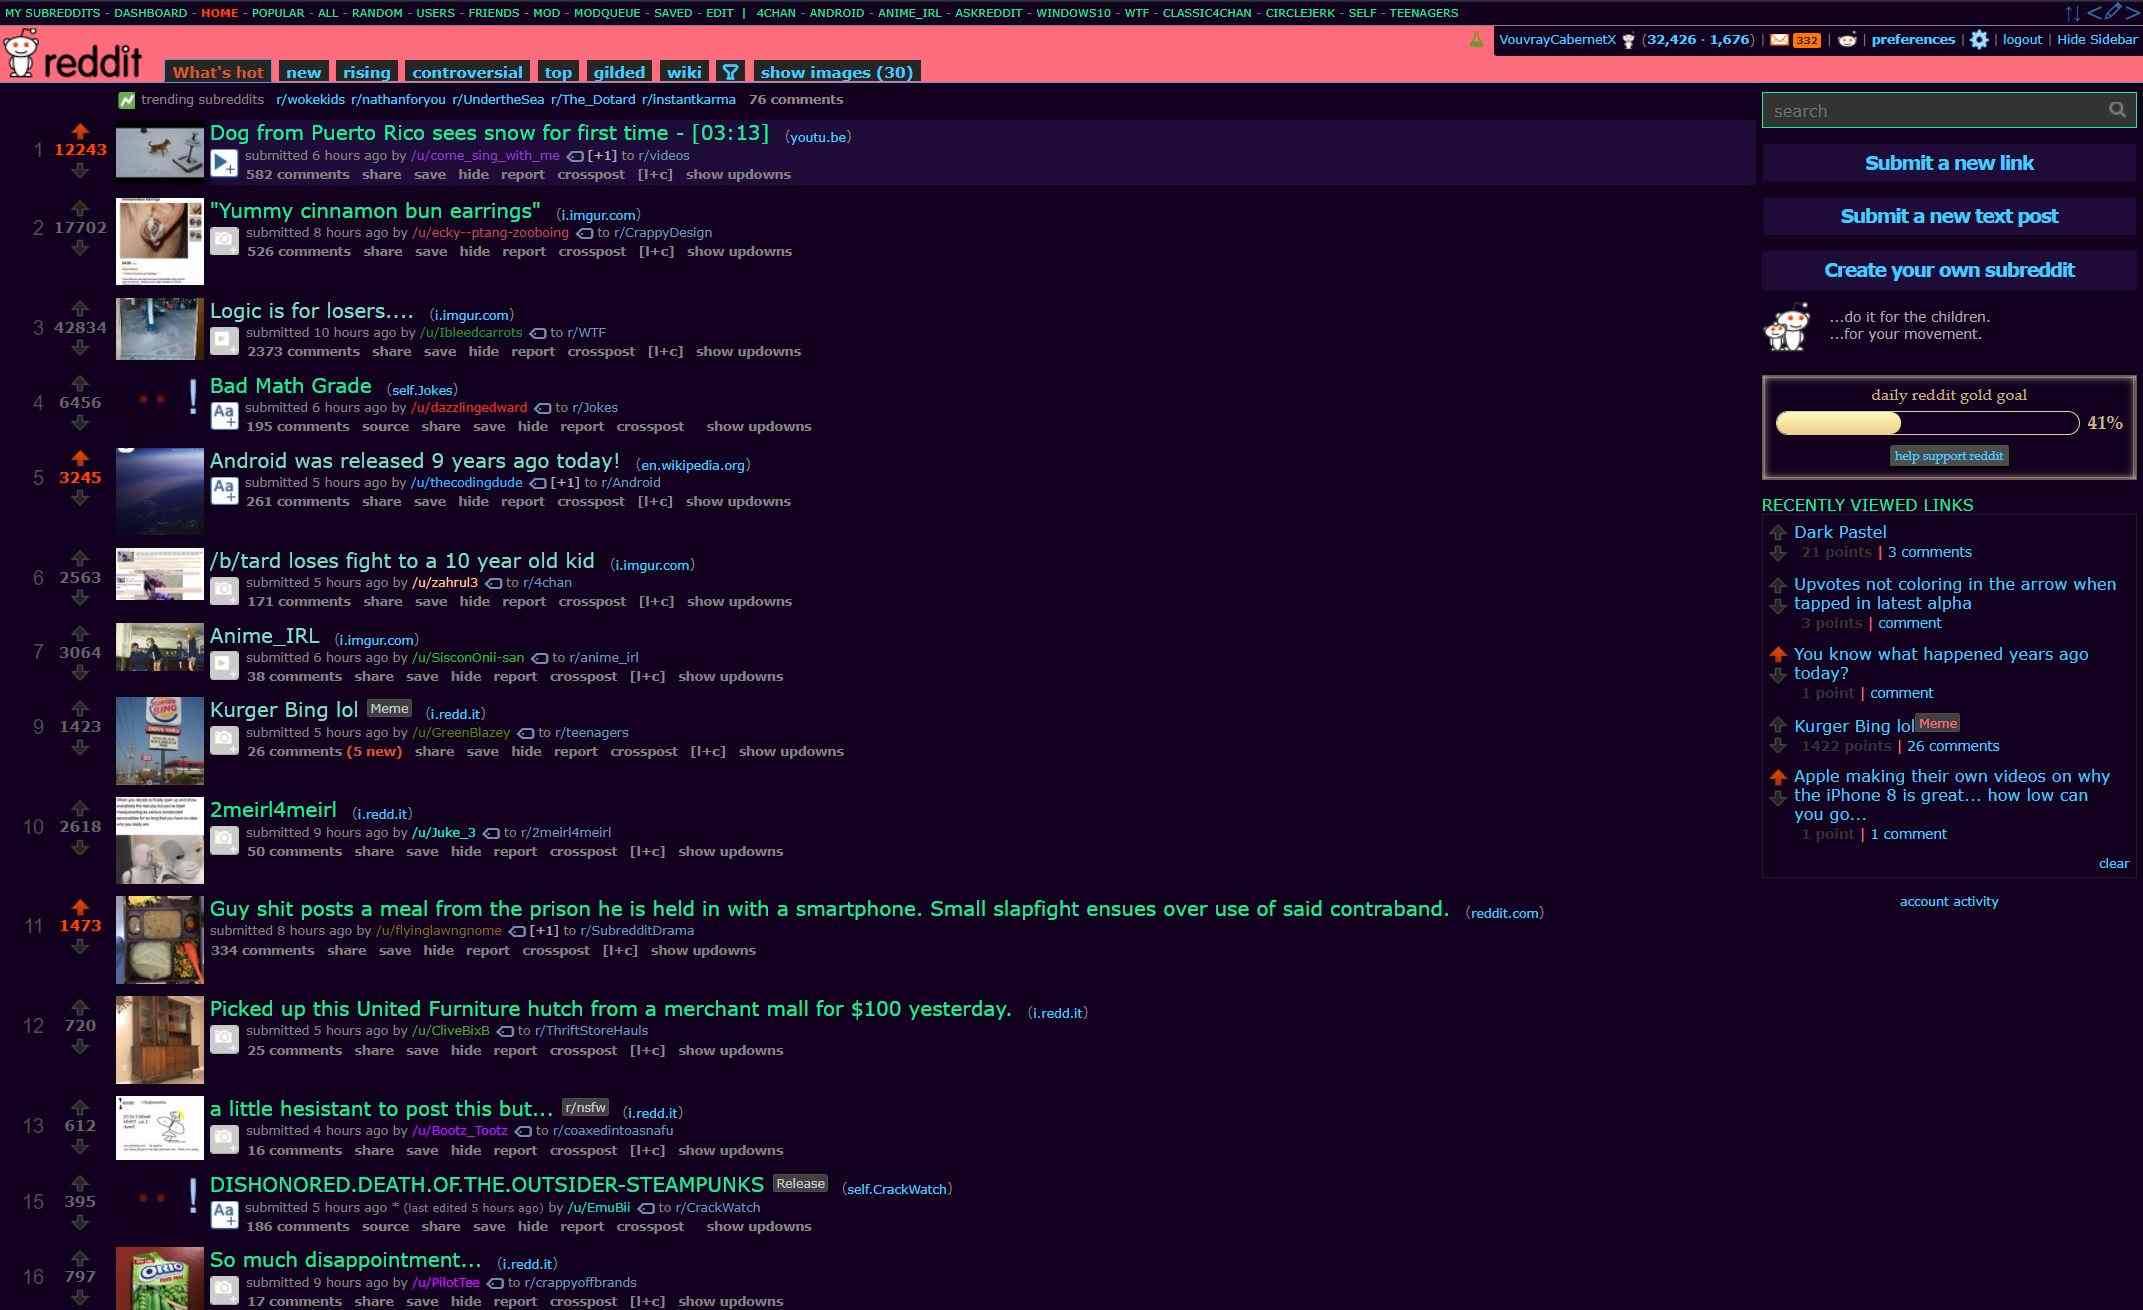 MY SUBREDDITS - DASHBOARD - HOME - POPULAR - ALL - RANDOM - USERS - FRIENDS - MOD - MODQUEUE - SAVED - EDIT | 4CHAN - ANDROID - ANIME_IRL - ASKREDDIT - WINDOWS10 - WTF - CLASSIC4CHAN - CIRCLEJERK - SELF - TEENAGERS
VouvrayCabernetX (32,426 · 1,676) | 332 | | preferences | | logout | Hide Sidebar
reddit What's hot new rising controversial top gilded wiki show images (30)
trending subreddits r/wokekids r/nathanforyou r/UndertheSea r/The_Dotard r/instantkarma 76 comments
1 12243
Dog from Puerto Rico sees snow for first time - [03:13] (youtu.be)
submitted 6 hours ago by /u/come_sing_with_me [+1] to r/videos
582 comments share save hide report crosspost [l+c] show updowns
2 17702
"Yummy cinnamon bun earrings" (i.imgur.com)
submitted 8 hours ago by /u/ecky--ptang-zooboing to r/CrappyDesign
526 comments share save hide report crosspost [l+c] show updowns
3 42834
Logic is for losers.... (i.imgur.com)
submitted 10 hours ago by /u/Ibleedcarrots to r/WTF
2373 comments share save hide report crosspost [l+c] show updowns
4 6456
Bad Math Grade (self.Jokes)
Aa submitted 6 hours ago by /u/dazzlingedward to r/Jokes
195 comments source share save hide report crosspost show updowns
5 3245
Android was released 9 years ago today! (en.wikipedia.org)
Aa submitted 5 hours ago by /u/thecodingdude [+1] to r/Android
261 comments share save hide report crosspost [l+c] show updowns
6 2563
/b/tard loses fight to a 10 year old kid (i.imgur.com)
submitted 5 hours ago by /u/zahrul3 to r/4chan
171 comments share save hide report crosspost [l+c] show updowns
7 3064
Anime_IRL (i.imgur.com)
submitted 6 hours ago by /u/SisconOnii-san to r/anime_irl
38 comments share save hide report crosspost [l+c] show updowns
9 1423
Kurger Bing lol Meme (i.redd.it)
submitted 5 hours ago by /u/GreenBlazey to r/teenagers
26 comments (5 new) share save hide report crosspost [l+c] show updowns
10 2618
2meirl4meirl (i.redd.it)
submitted 9 hours ago by /u/Juke_3 to r/2meirl4meirl
50 comments share save hide report crosspost [l+c] show updowns
11 1473
Guy shit posts a meal from the prison he is held in with a smartphone. Small slapfight ensues over use of said contraband. (reddit.com)
submitted 8 hours ago by /u/flyinglawngnome [+1] to r/SubredditDrama
334 comments share save hide report crosspost [l+c] show updowns
12 720
Picked up this United Furniture hutch from a merchant mall for $100 yesterday. (i.redd.it)
submitted 5 hours ago by /u/CliveBixB to r/ThriftStoreHauls
25 comments share save hide report crosspost [l+c] show updowns
13 612
a little hesistant to post this but... r/nsfw (i.redd.it)
submitted 4 hours ago by /u/Bootz_Tootz to r/coaxedintoasnafu
16 comments share save hide report crosspost [l+c] show updowns
15 395
DISHONORED.DEATH.OF.THE.OUTSIDER-STEAMPUNKS Release (self.CrackWatch)
Aa submitted 5 hours ago * (last edited 5 hours ago) by /u/EmuBii to r/CrackWatch
186 comments source share save hide report crosspost show updowns
16 797
So much disappointment... (i.redd.it)
submitted 9 hours ago by /u/PilotTee to r/crappyoffbrands
17 comments share save hide report crosspost [l+c] show updowns
search
Submit a new link
Submit a new text post
Create your own subreddit
...do it for the children.
...for your movement.
daily reddit gold goal
41%
help support reddit
RECENTLY VIEWED LINKS
Dark Pastel
21 points | 3 comments
Upvotes not coloring in the arrow when
tapped in latest alpha
3 points | comment
You know what happened years ago
today?
1 point | comment
Kurger Bing lol Meme
1422 points | 26 comments
Apple making their own videos on why
the iPhone 8 is great... how low can
you go...
1 point | 1 comment
clear
account activity